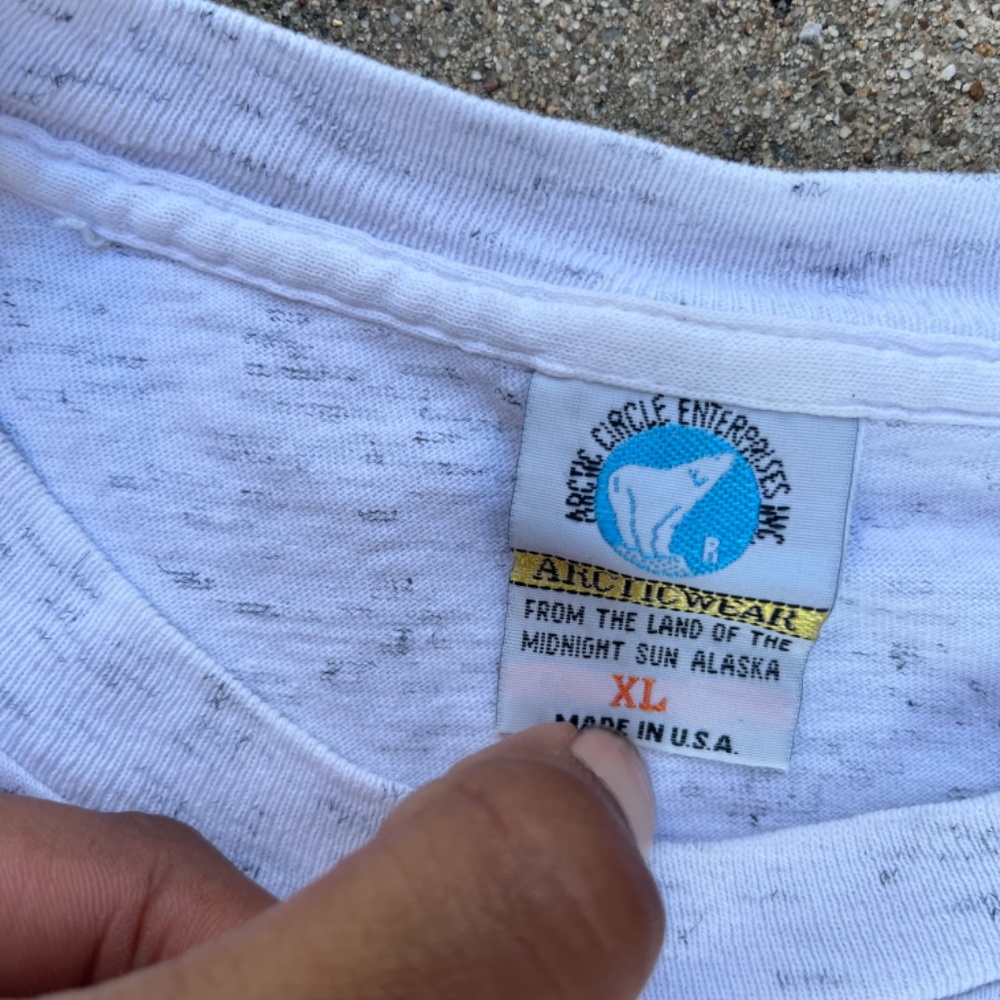 ARCTIC CIRCLE ENTERPRISES INC
R
ARCTICWEAR
FROM THE LAND OF THE
MIDNIGHT SUN ALASKA
XL
MADE IN U.S.A.